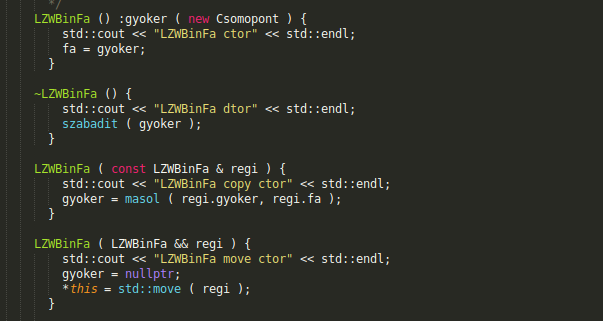 */
LZWBinFa () :gyoker ( new Csomopont ) {
std::cout << "LZWBinFa ctor" << std::endl;
fa = gyoker;
}
~LZWBinFa () {
std::cout << "LZWBinFa dtor" << std::endl;
szabadit ( gyoker );
}
LZWBinFa ( const LZWBinFa & regi ) {
std::cout << "LZWBinFa copy ctor" << std::endl;
gyoker = masol ( regi.gyoker, regi.fa );
}
LZWBinFa ( LZWBinFa && regi ) {
std::cout << "LZWBinFa move ctor" << std::endl;
gyoker = nullptr;
*this = std::move ( regi );
}